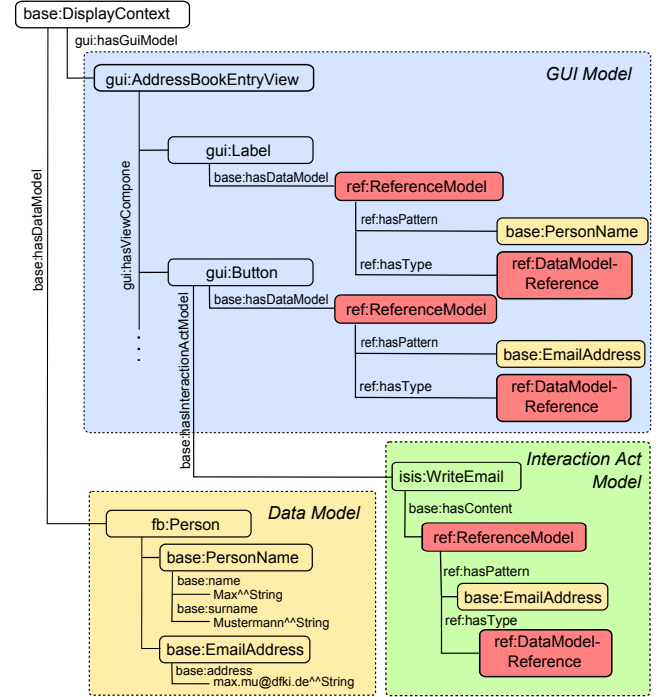 base:DisplayContext
gui:hasGuiModel
GUI Model
gui:AddressBookEntryView
base:hasDataModel
gui:hasViewCompone
gui:Label
base:hasDataModel
ref:ReferenceModel
ref:hasPattern
base:PersonName
ref:hasType
ref:DataModel-
Reference
gui:Button
base:hasDataModel
ref:ReferenceModel
base:hasInteractionActModel
ref:hasPattern
base:EmailAddress
ref:hasType
ref:DataModel-
Reference
Interaction Act
Model
isis:WriteEmail
base:hasContent
ref:ReferenceModel
ref:hasPattern
base:EmailAddress
ref:hasType
ref:DataModel-
Reference
Data Model
fb:Person
base:PersonName
base:name
Max^^String
base:surname
Mustermann^^String
base:EmailAddress
base:address
max.mu@dfki.de^^String